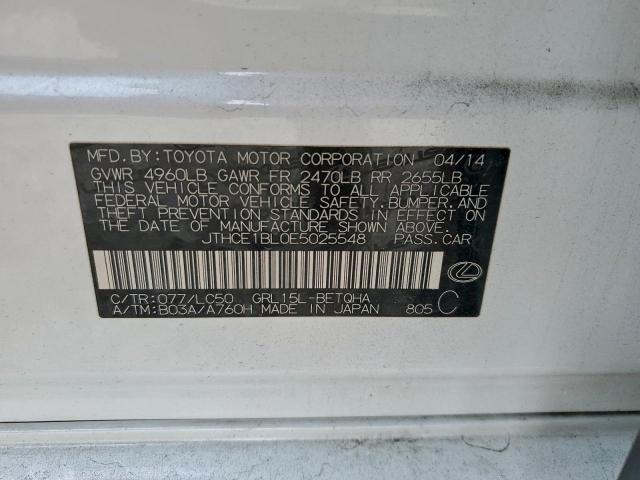 MFD. BY: TOYOTA MOTOR CORPORATION 04/14
GVWR 4960LB GAWR FR 2470LB RR 2655LB
THIS VEHICLE CONFORMS TO ALL APPLICABLE
FEDERAL MOTOR VEHICLE SAFETY, BUMPER, AND
THEFT PREVENTION STANDARDS IN EFFECT ON
THE DATE OF MANUFACTURE SHOWN ABOVE.
JTHCE1BL0E5025548 PASS. CAR
C/TR: 077/LC50 GRL15L-BETQHA
A/TM: B03A/A760H MADE IN JAPAN 805 C